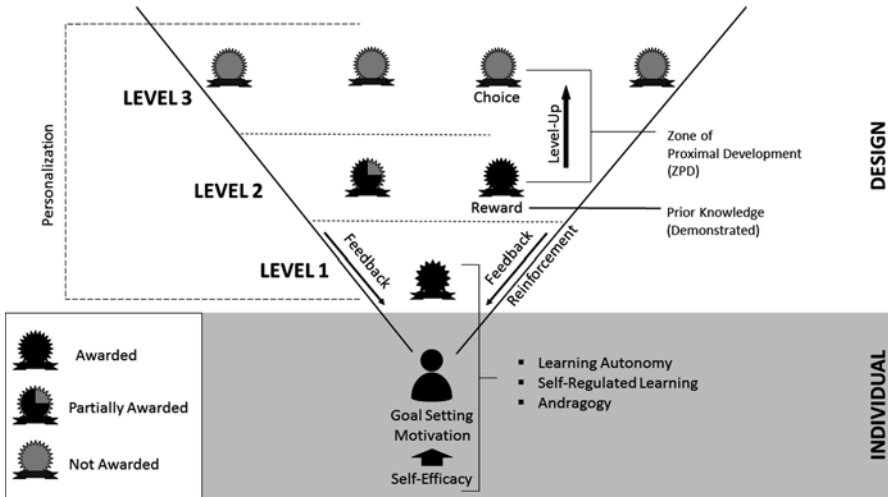 Personalization
LEVEL 3
Choice
Level-Up
Zone of
Proximal Development
(ZPD)
DESIGN
LEVEL 2
Reward
Prior Knowledge
(Demonstrated)
LEVEL 1
Feedback
Feedback
Reinforcement
Awarded
Partially Awarded
Not Awarded
Goal Setting
Motivation
Self-Efficacy
▪ Learning Autonomy
▪ Self-Regulated Learning
▪ Andragogy
INDIVIDUAL